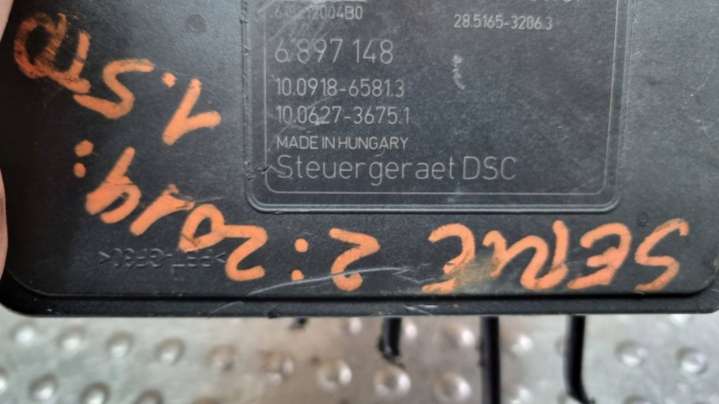 28.5165-3206.3
6 897 148
10.0918-6581.3
10.0627-3675.1
MADE IN HUNGARY
Steuergeraet DSC
SERIE 2:2019:
1.5TD